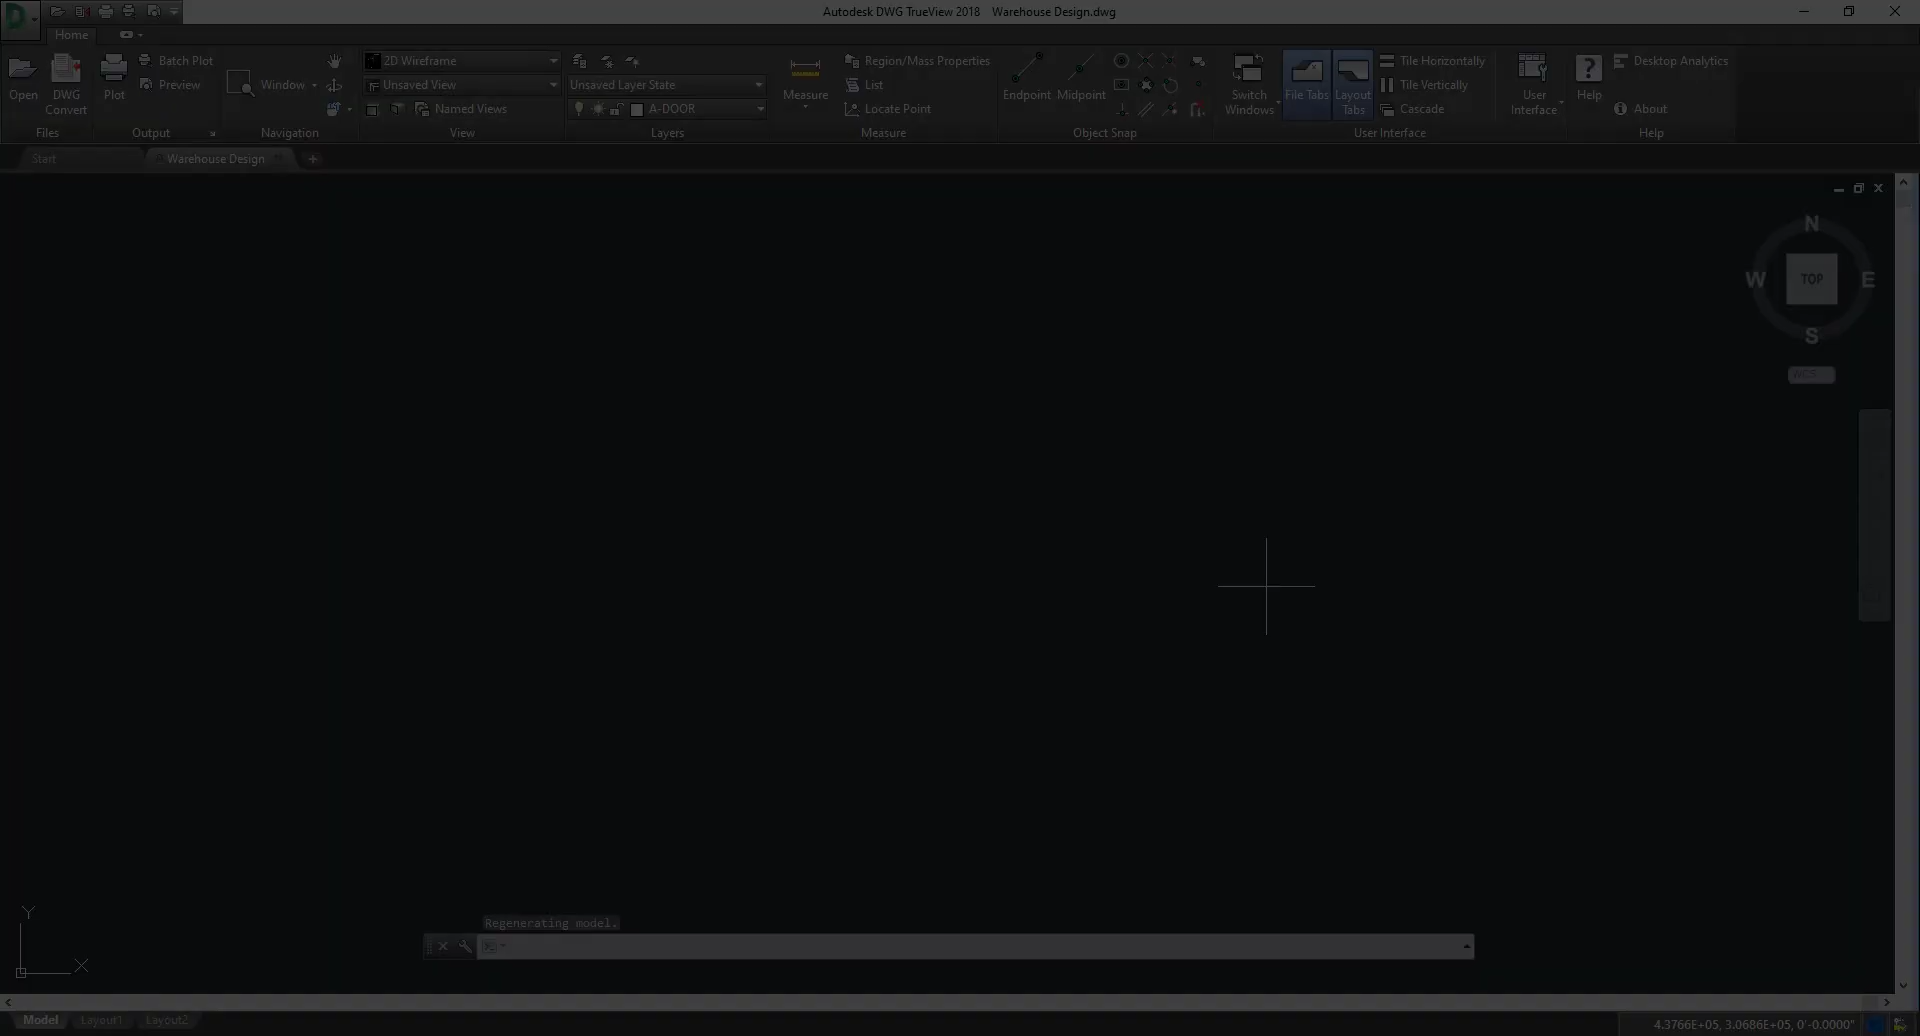 Autodesk DWG TrueView 2018 Warehouse Design.dwg
Home
Open
DWG Convert
Files
Plot
Batch Plot
Preview
Output
Window
Navigation
2D Wireframe
Unsaved View
Named Views
View
Unsaved Layer State
A-DOOR
Layers
Measure
Region/Mass Properties
List
Locate Point
Measure
Endpoint
Midpoint
Object Snap
Switch Windows
File Tabs
Layout Tabs
Tile Horizontally
Tile Vertically
Cascade
User Interface
User Interface
Help
Desktop Analytics
About
Help
Start
Warehouse Design
N
W
TOP
E
S
WCS
Regenerating model.
Y
X
Model
Layout1
Layout2
4.3766E+05, 3.0686E+05, 0'-0.0000"